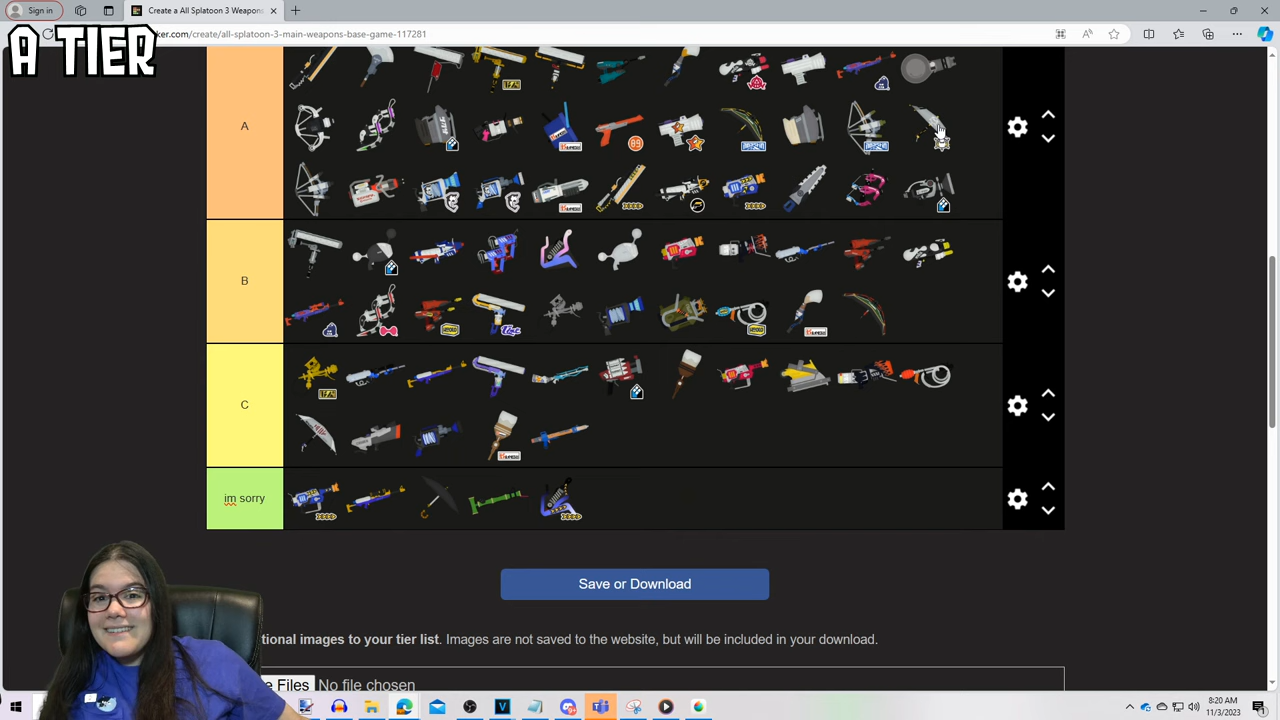 Sign in
Create a All Splatoon 3 Weapons
A TIER
ker.com/create/all-splatoon-3-main-weapons-base-game-117281
A
B
C
im sorry
Save or Download
tional images to your tier list. Images are not saved to the website, but will be included in your download.
e Files
No file chosen
8:20 AM
11/3/2023